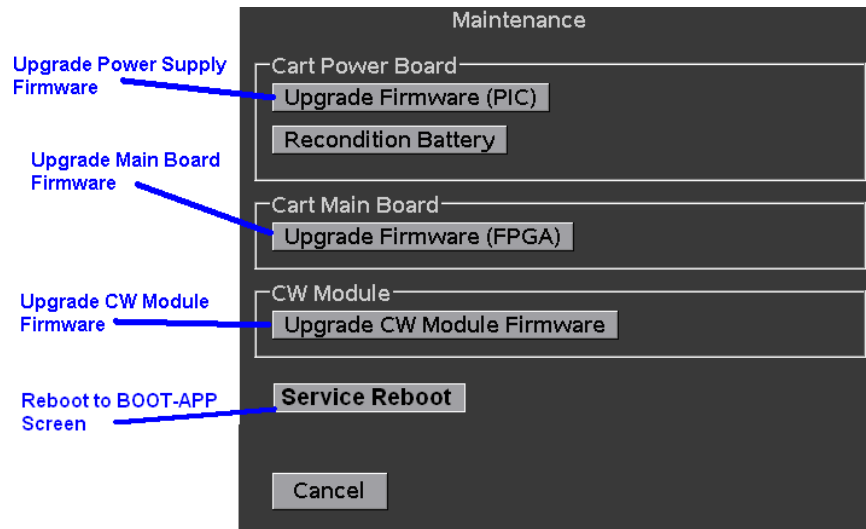 Maintenance
Upgrade Power Supply
Firmware
Cart Power Board
Upgrade Firmware (PIC)
Recondition Battery
Upgrade Main Board
Firmware
Cart Main Board
Upgrade Firmware (FPGA)
Upgrade CW Module
Firmware
CW Module
Upgrade CW Module Firmware
Reboot to BOOT-APP
Screen
Service Reboot
Cancel